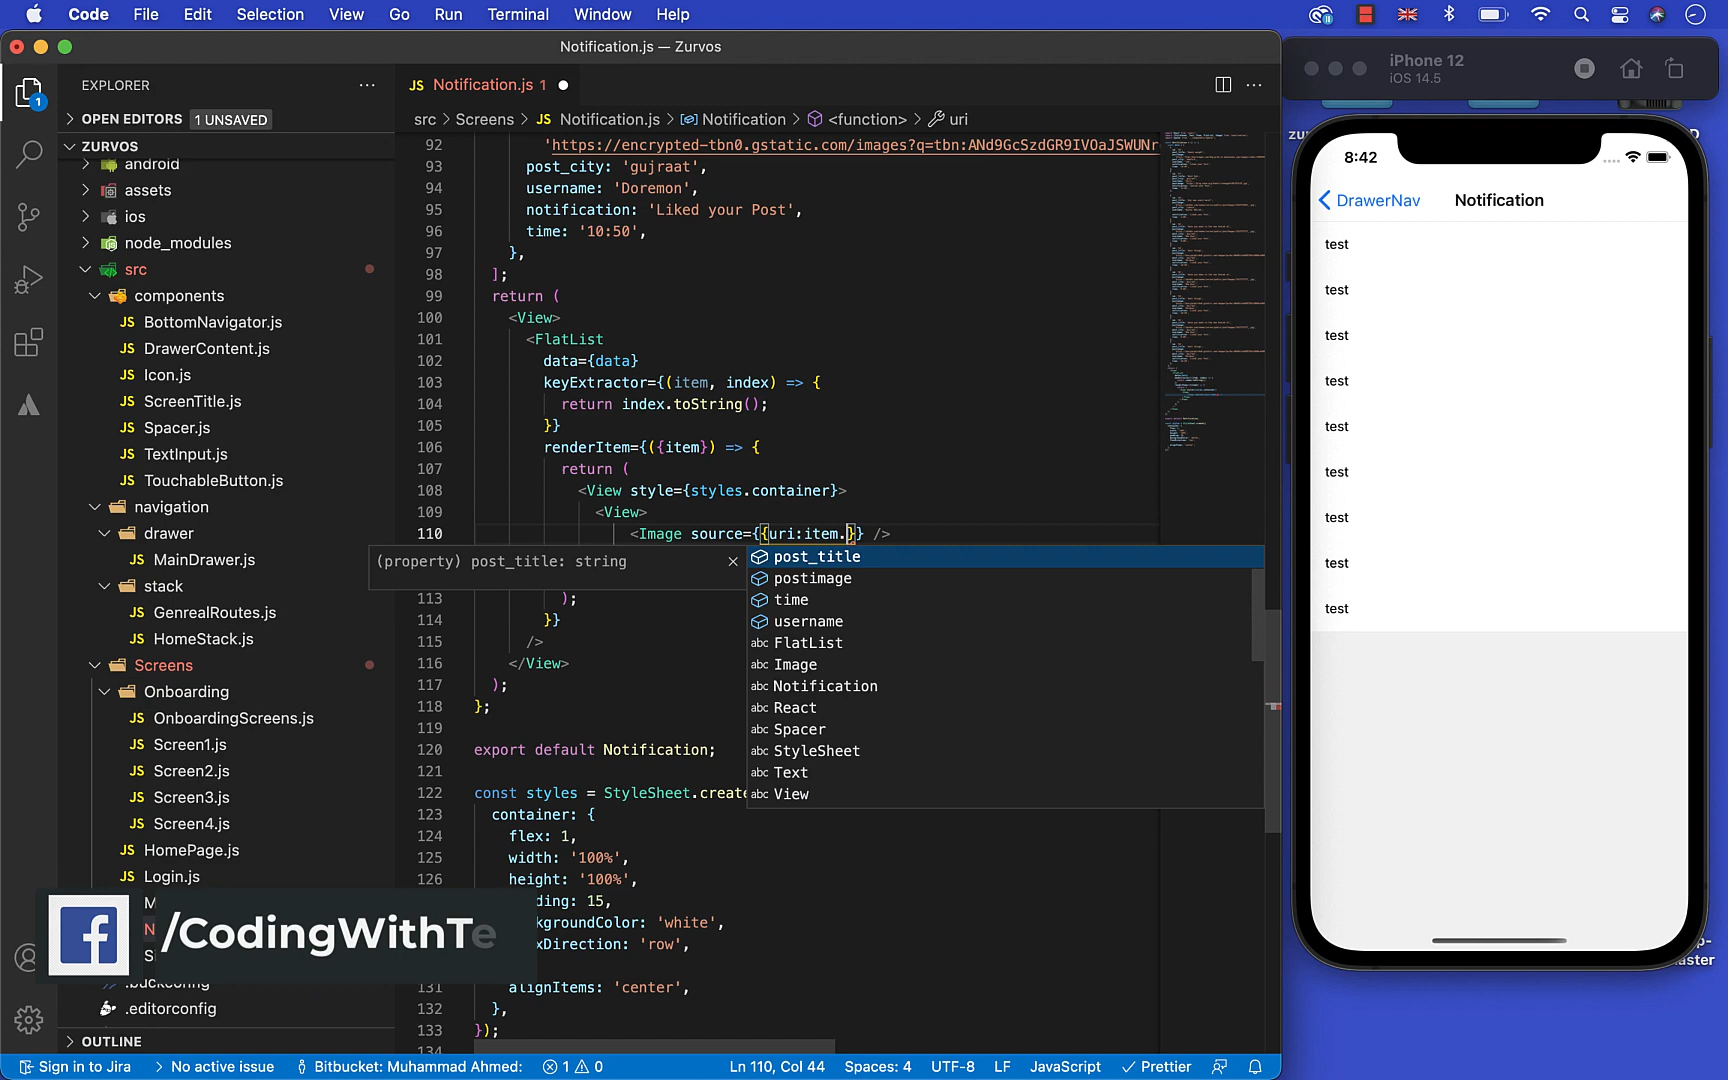 Code File Edit Selection View Go Run Terminal Window Help
Notification.js — Zurvos
iPhone 12
iOS 14.5
EXPLORER
JS Notification.js 1
OPEN EDITORS 1 UNSAVED
src > Screens > JS Notification.js > Notification > <function> > uri
ZURVOS
android
assets
ios
node_modules
src
components
JS BottomNavigator.js
JS DrawerContent.js
JS Icon.js
JS ScreenTitle.js
JS Spacer.js
JS TextInput.js
JS TouchableButton.js
navigation
drawer
JS MainDrawer.js
stack
JS GenrealRoutes.js
JS HomeStack.js
Screens
Onboarding
JS OnboardingScreens.js
JS Screen1.js
JS Screen2.js
JS Screen3.js
JS Screen4.js
JS HomePage.js
JS Login.js
M
N
Si
.buckconfig
.editorconfig
OUTLINE
/CodingWithTe
92 'https://encrypted-tbn0.gstatic.com/images?q=tbn:ANd9GcSzdGR9IVOaJSWUNr
93 post_city: 'gujraat',
94 username: 'Doremon',
95 notification: 'Liked your Post',
96 time: '10:50',
97 },
98 ];
99 return (
100 <View>
101 <FlatList
102 data={data}
103 keyExtractor={(item, index) => {
104 return index.toString();
105 }}
106 renderItem={({item}) => {
107 return (
108 <View style={styles.container}>
109 <View>
110 <Image source={{uri:item.}} />
(property) post_title: string
post_title
postimage
time
username
abc FlatList
abc Image
abc Notification
abc React
abc Spacer
abc StyleSheet
abc Text
abc View
113 );
114 }}
115 />
116 </View>
117 );
118 };
119
120 export default Notification;
121
122 const styles = StyleSheet.create
123 container: {
124 flex: 1,
125 width: '100%',
126 height: '100%',
ding: 15,
kgroundColor: 'white',
xDirection: 'row',
131 alignItems: 'center',
132 },
133 });
134
8:42
DrawerNav Notification
test
test
test
test
test
test
test
test
test
Sign in to Jira > No active issue Bitbucket: Muhammad Ahmed: 1 0 Ln 110, Col 44 Spaces: 4 UTF-8 LF JavaScript Prettier